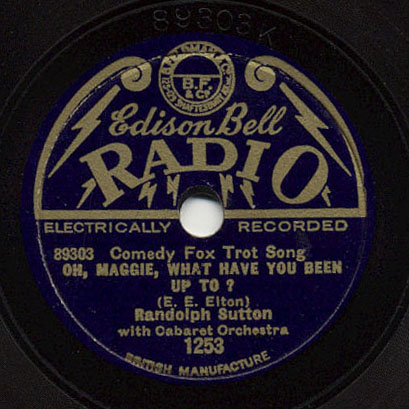 89303K
B.F.
& Co
Edison Bell
RADIO
ELECTRICALLY RECORDED
89303 Comedy Fox Trot Song
OH, MAGGIE, WHAT HAVE YOU BEEN
UP TO ?
(E. E. Elton)
Randolph Sutton
with Cabaret Orchestra
1253
BRITISH MANUFACTURE